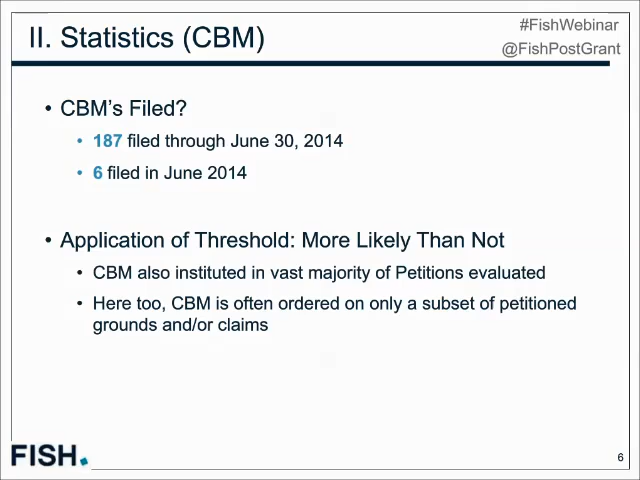 II. Statistics (CBM)
#FishWebinar
@FishPostGrant
• CBM's Filed?
• 187 filed through June 30, 2014
• 6 filed in June 2014
• Application of Threshold: More Likely Than Not
• CBM also instituted in vast majority of Petitions evaluated
• Here too, CBM is often ordered on only a subset of petitioned
grounds and/or claims
FISH.
6